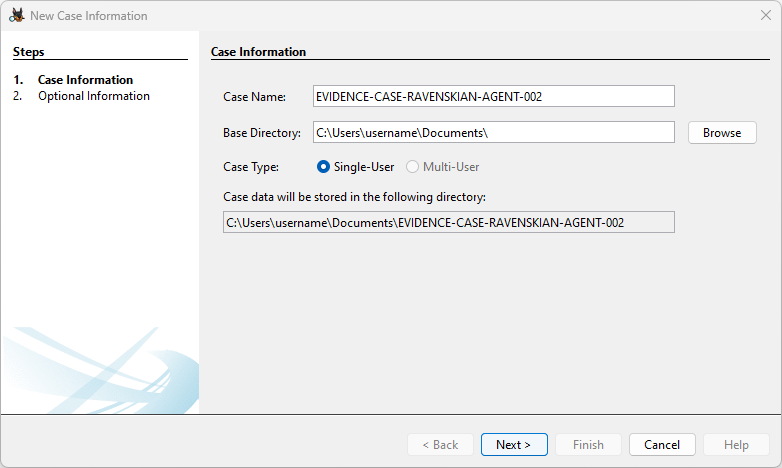 New Case Information
Steps
1. Case Information
2. Optional Information
Case Information
Case Name: EVIDENCE-CASE-RAVENSKIAN-AGENT-002
Base Directory: C:\Users\username\Documents\ Browse
Case Type: Single-User Multi-User
Case data will be stored in the following directory:
C:\Users\username\Documents\EVIDENCE-CASE-RAVENSKIAN-AGENT-002
< Back Next > Finish Cancel Help